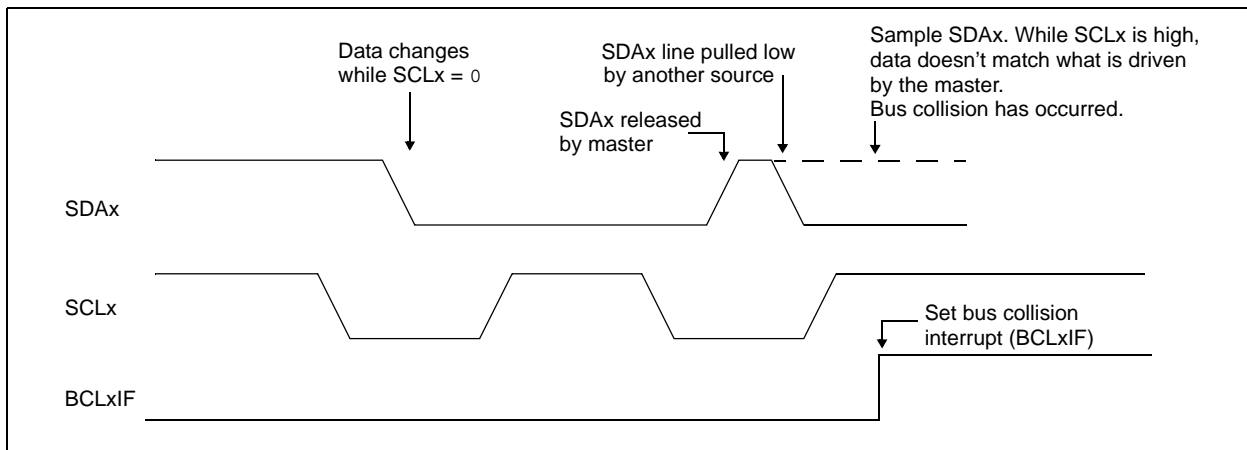 Data changes
while SCLx = 0
SDAx line pulled low
by another source
SDAx released
by master
Sample SDAx. While SCLx is high,
data doesn't match what is driven
by the master.
Bus collision has occurred.
SDAx
SCLx
Set bus collision
interrupt (BCLxIF)
BCLxIF